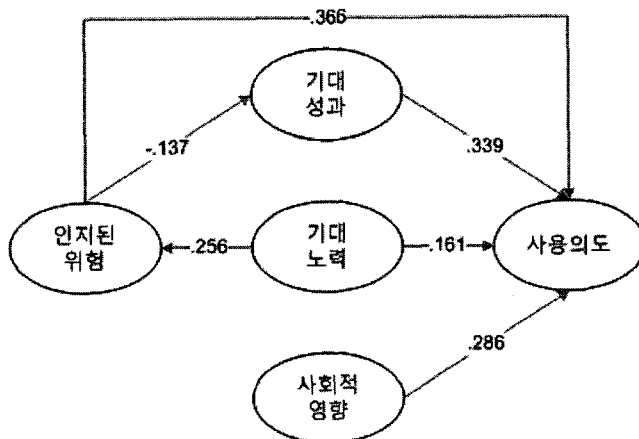 -.366
기대
성과
-.137
.339
인지된
위험
-.256
기대
노력
-.161
사용의도
.286
사회적
영향